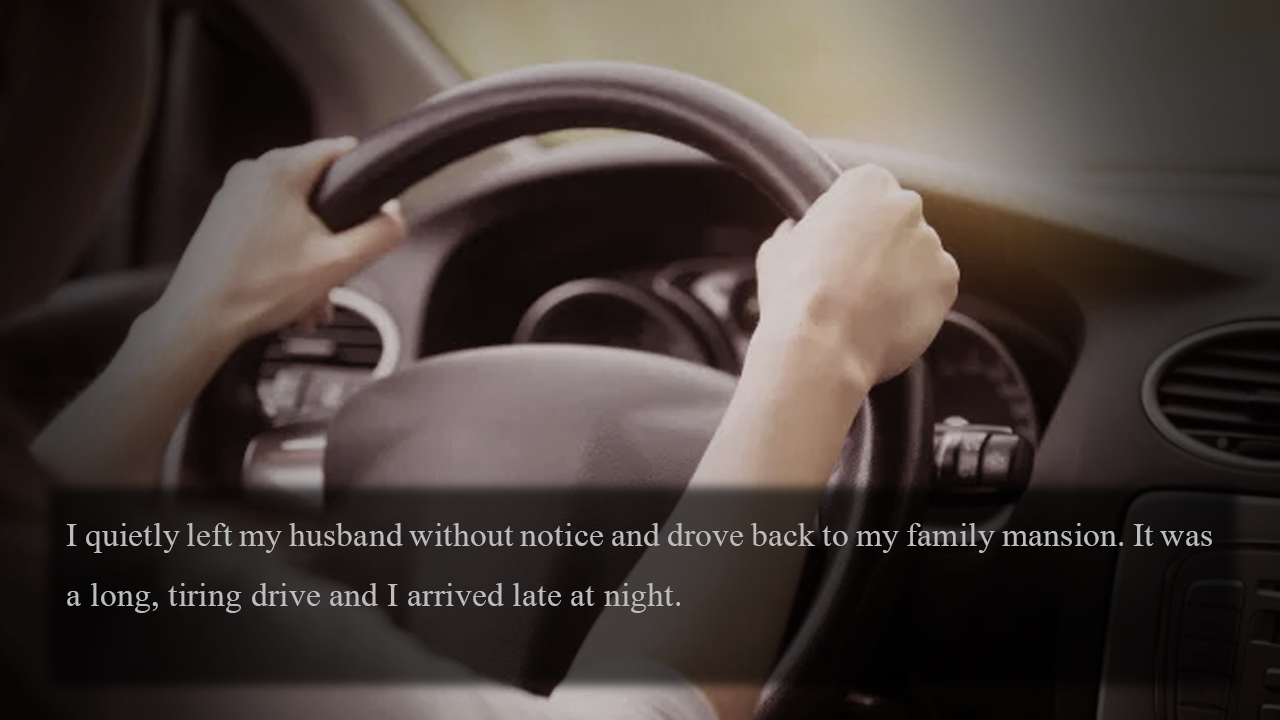 I quietly left my husband without notice and drove back to my family mansion. It was
a long, tiring drive and I arrived late at night.